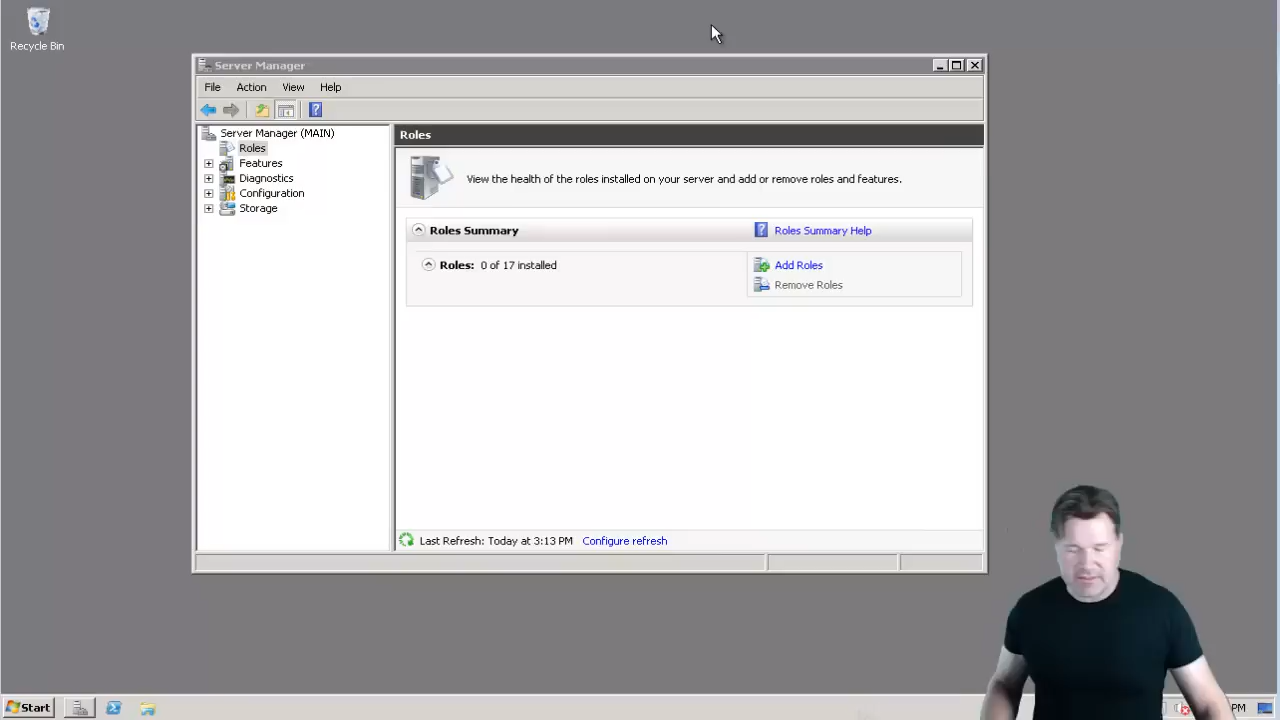 Recycle Bin
Server Manager
File Action View Help
Server Manager (MAIN)
Roles
Features
Diagnostics
Configuration
Storage
Roles
View the health of the roles installed on your server and add or remove roles and features.
Roles Summary
Roles Summary Help
Roles: 0 of 17 installed
Add Roles
Remove Roles
Last Refresh: Today at 3:13 PM Configure refresh
Start
PM